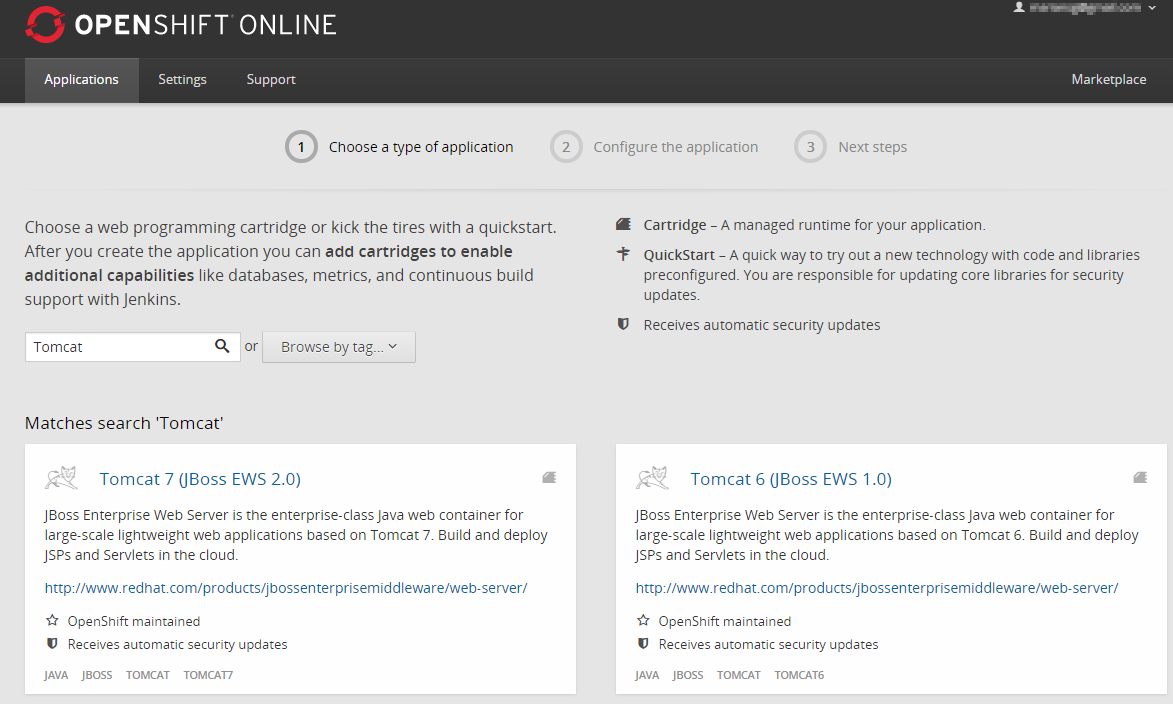 OPENSHIFT ONLINE
Applications
Settings
Support
Marketplace
1 Choose a type of application
2 Configure the application
3 Next steps
Choose a web programming cartridge or kick the tires with a quickstart.
After you create the application you can add cartridges to enable
additional capabilities like databases, metrics, and continuous build
support with Jenkins.
Cartridge – A managed runtime for your application.
QuickStart – A quick way to try out a new technology with code and libraries
preconfigured. You are responsible for updating core libraries for security
updates.
Receives automatic security updates
Tomcat
or
Browse by tag...
Matches search 'Tomcat'
Tomcat 7 (JBoss EWS 2.0)
JBoss Enterprise Web Server is the enterprise-class Java web container for
large-scale lightweight web applications based on Tomcat 7. Build and deploy
JSPs and Servlets in the cloud.
http://www.redhat.com/products/jbossenterprisemiddleware/web-server/
OpenShift maintained
Receives automatic security updates
JAVA JBOSS TOMCAT TOMCAT7
Tomcat 6 (JBoss EWS 1.0)
JBoss Enterprise Web Server is the enterprise-class Java web container for
large-scale lightweight web applications based on Tomcat 6. Build and deploy
JSPs and Servlets in the cloud.
http://www.redhat.com/products/jbossenterprisemiddleware/web-server/
OpenShift maintained
Receives automatic security updates
JAVA JBOSS TOMCAT TOMCAT6